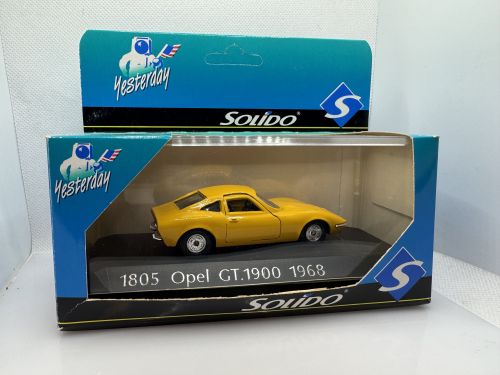 Yesterday
SOLIDO
S
Yesterday
1805 Opel GT.1900 1968
SOLIDO
S